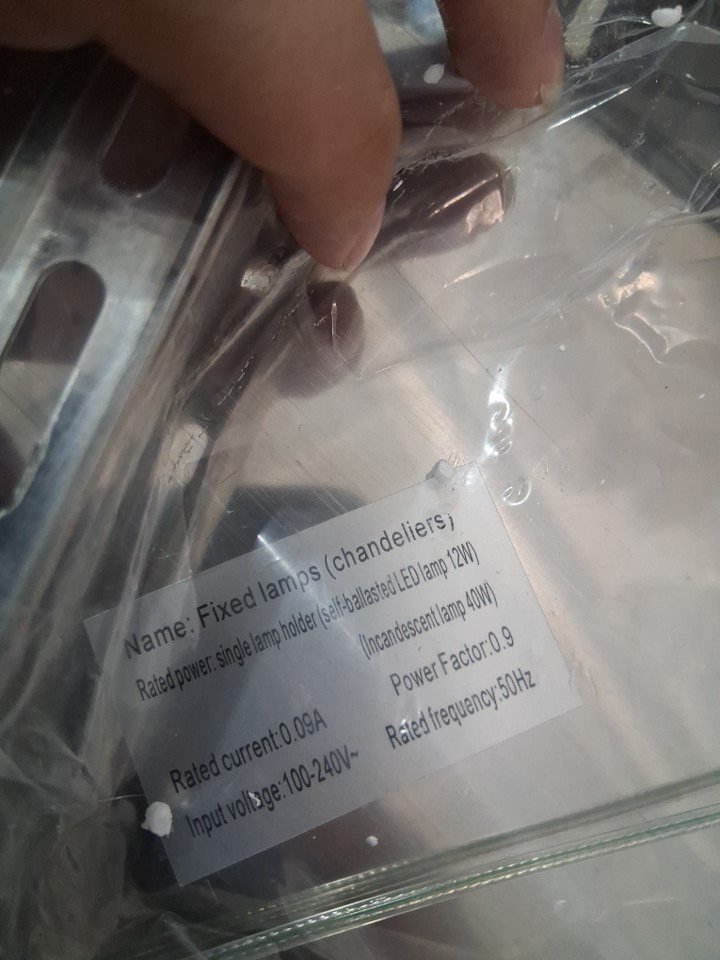 Name: Fixed lamps (chandeliers)
Rated power: single lamp holder (self-ballasted LED lamp 12W)
(Incandescent lamp 40W)
Power Factor:0.9
Rated current:0.09A
Rated frequency:50Hz
Input voltage:100-240V~